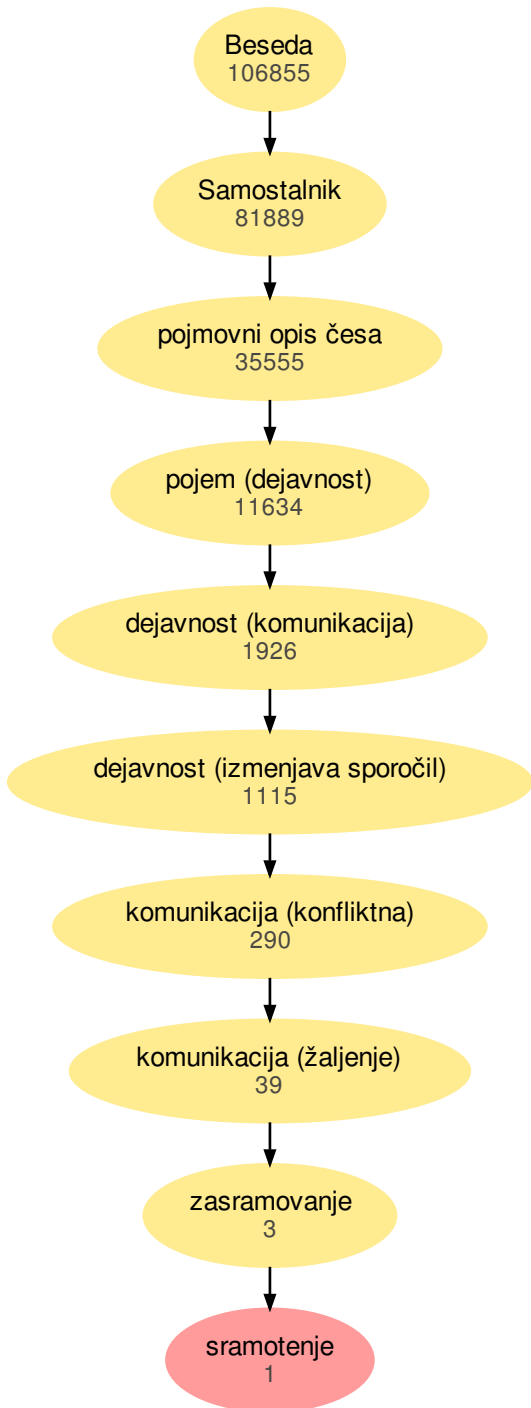 Beseda
106855
Samostalnik
81889
pojmovni opis česa
35555
pojem (dejavnost)
11634
dejavnost (komunikacija)
1926
dejavnost (izmenjava sporočil)
1115
komunikacija (konfliktna)
290
komunikacija (žaljenje)
39
zasramovanje
3
sramotenje
1